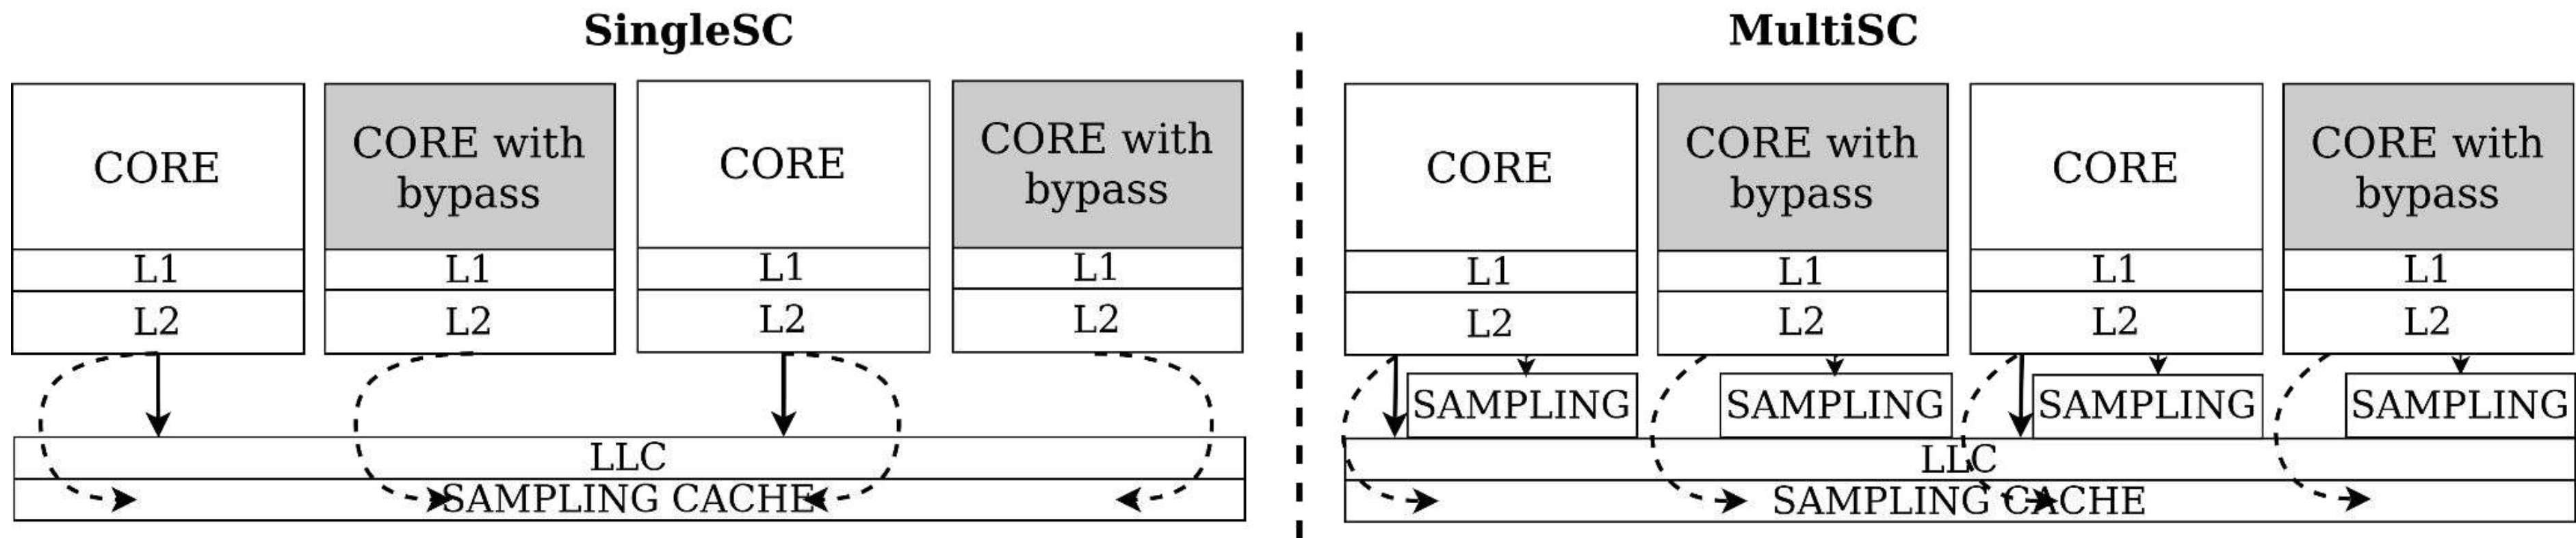 SingleSC
MultiSC
CORE
CORE with
bypass
CORE
CORE with
bypass
L1
L1
L1
L1
L2
L2
L2
L2
LLC
SAMPLING CACHE
CORE
CORE with
bypass
CORE
CORE with
bypass
L1
L1
L1
L1
L2
L2
L2
L2
SAMPLING
SAMPLING
SAMPLING
SAMPLING
LLC
SAMPLING CACHE